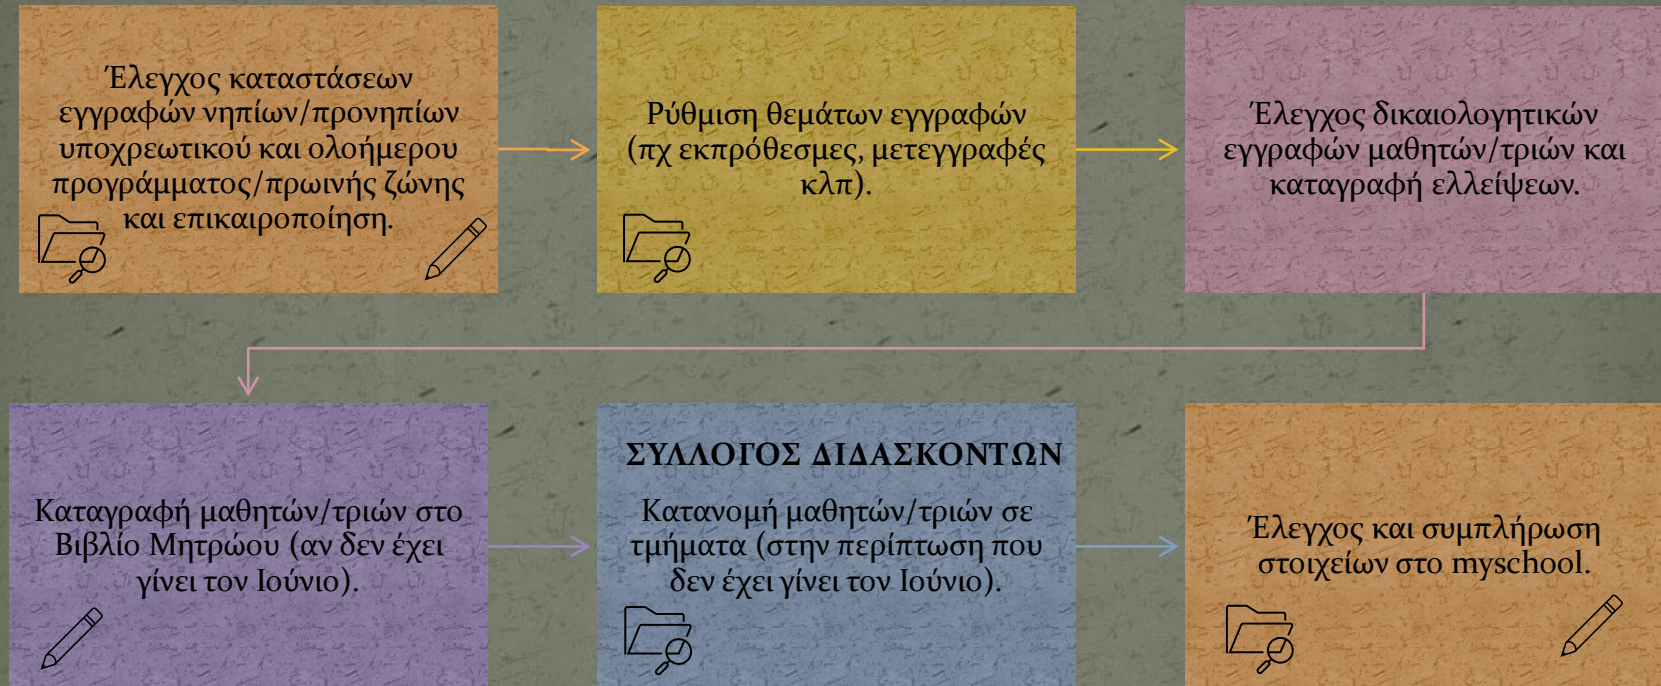 Έλεγχος καταστάσεων
εγγραφών νηπίων/προνηπίων
υποχρεωτικού και ολοήμερου
προγράμματος/πρωινής ζώνης
και επικαιροποίηση.
Ρύθμιση θεμάτων εγγραφών
(πχ εκπρόθεσμες, μετεγγραφές
κλπ).
Έλεγχος δικαιολογητικών
εγγραφών μαθητών/τριών και
καταγραφή ελλείψεων.
Καταγραφή μαθητών/τριών στο
Βιβλίο Μητρώου (αν δεν έχει
γίνει τον Ιούνιο).
ΣΥΛΛΟΓΟΣ ΔΙΔΑΣΚΟΝΤΩΝ
Κατανομή μαθητών/τριών σε
τμήματα (στην περίπτωση που
δεν έχει γίνει τον Ιούνιο).
Έλεγχος και συμπλήρωση
στοιχείων στο myschool.